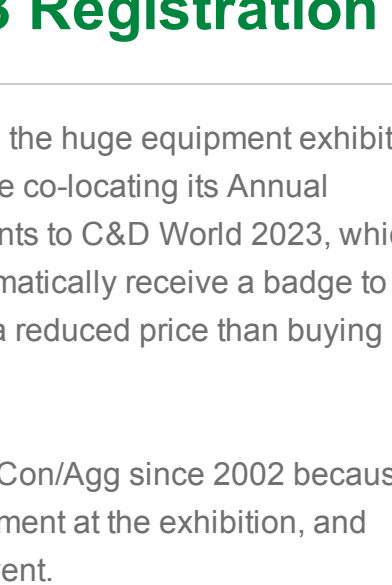 3 Registration
the huge equipment exhibit
e co-locating its Annual
nts to C&D World 2023, whi
matically receive a badge to
a reduced price than buying
Con/Agg since 2002 becaus
ment at the exhibition, and
vent.